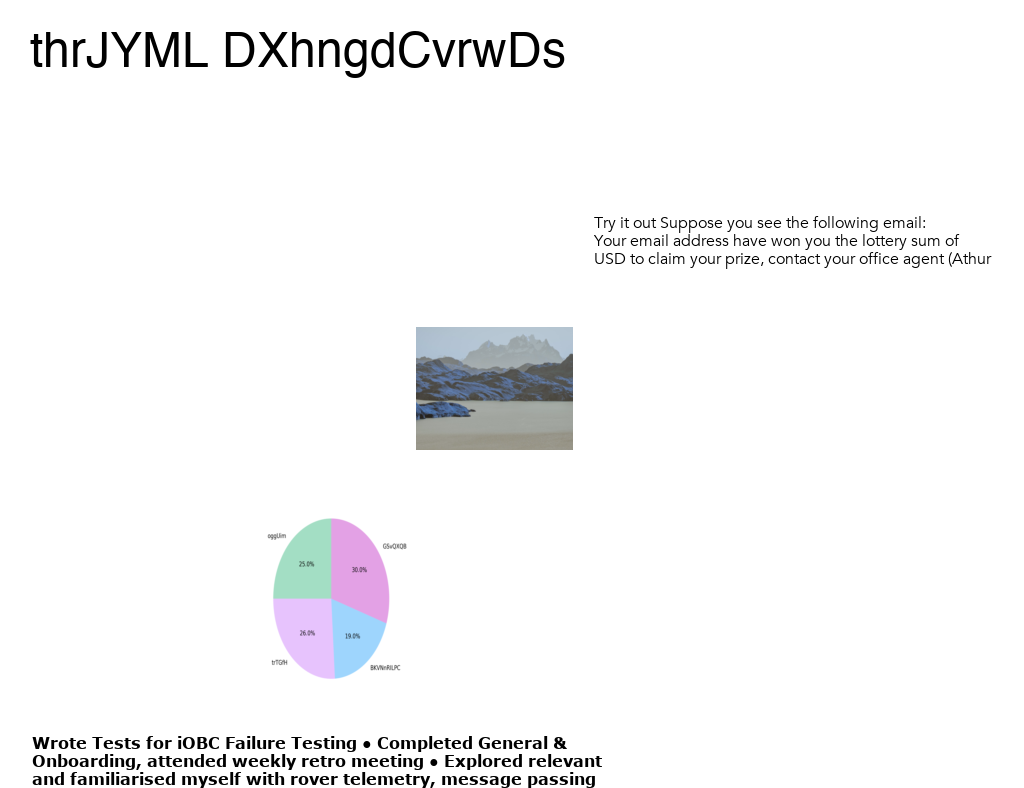 thrJYML DXhngdCvrwDs
Try it out Suppose you see the following email:
Your email address have won you the lottery sum of
USD to claim your prize, contact your office agent (Athur
oggUim
GSvQXQB
25.0%
30.0%
26.0%
19.0%
trTGfH
BKVNnRILPC
Wrote Tests for iOBC Failure Testing ● Completed General &
Onboarding, attended weekly retro meeting ● Explored relevant
and familiarised myself with rover telemetry, message passing